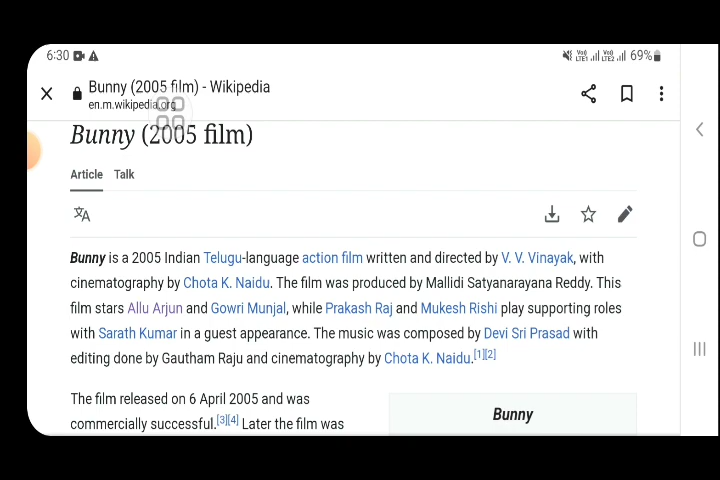 6:30
Vo) LTE1 Vo) LTE2 69%
Bunny (2005 film) - Wikipedia
en.m.wikipedia.org
Bunny (2005 film)
Article Talk
Bunny is a 2005 Indian Telugu-language action film written and directed by V. V. Vinayak, with
cinematography by Chota K. Naidu. The film was produced by Mallidi Satyanarayana Reddy. This
film stars Allu Arjun and Gowri Munjal, while Prakash Raj and Mukesh Rishi play supporting roles
with Sarath Kumar in a guest appearance. The music was composed by Devi Sri Prasad with
editing done by Gautham Raju and cinematography by Chota K. Naidu.[1][2]
The film released on 6 April 2005 and was
commercially successful.[3][4] Later the film was
Bunny